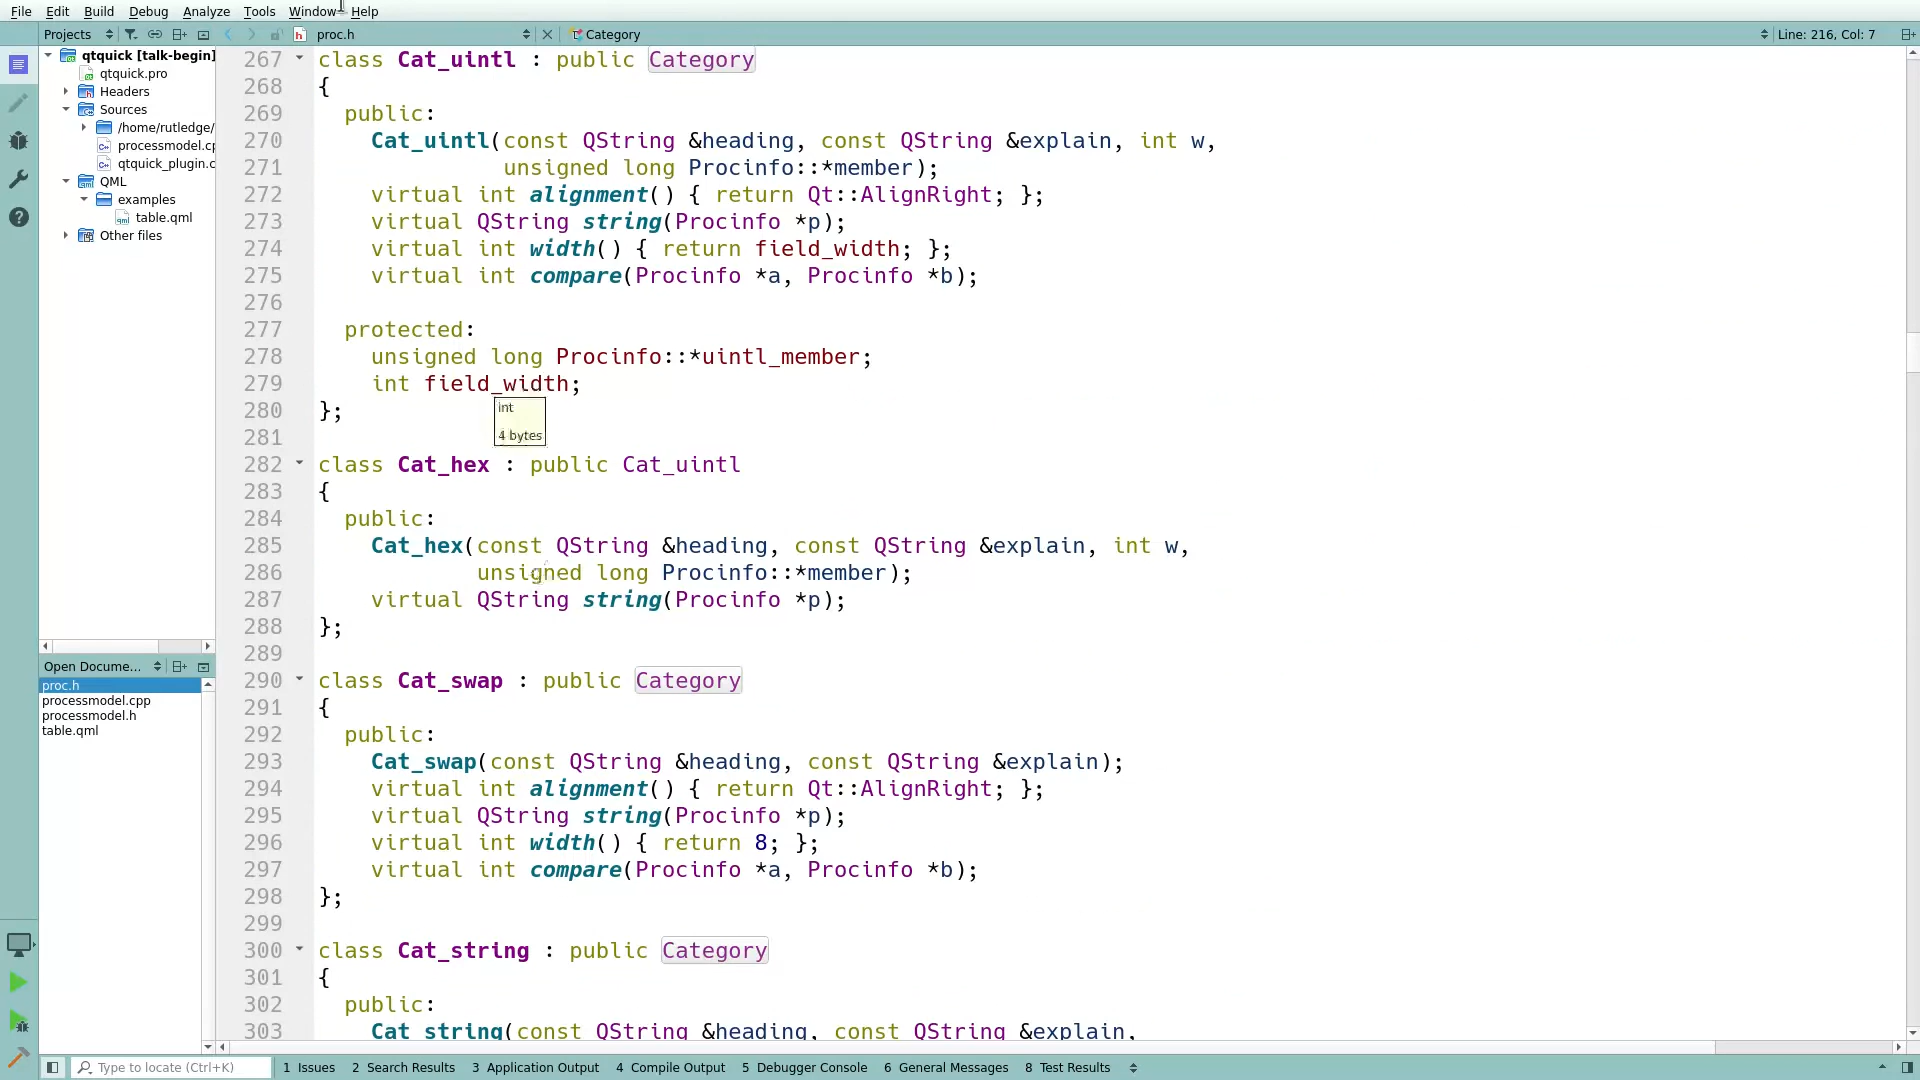 File Edit Build Debug Analyze Tools Window Help
Projects proc.h Category Line: 216, Col: 7
qtquick [talk-begin]
qtquick.pro
Headers
Sources
/home/rutledge/
processmodel.cp
qtquick_plugin.c
QML
examples
table.qml
Other files
Open Docume...
proc.h
processmodel.cpp
processmodel.h
table.qml
267 class Cat_uintl : public Category
268 {
269 public:
270 Cat_uintl(const QString &heading, const QString &explain, int w,
271 unsigned long Procinfo::*member);
272 virtual int alignment() { return Qt::AlignRight; };
273 virtual QString string(Procinfo *p);
274 virtual int width() { return field_width; };
275 virtual int compare(Procinfo *a, Procinfo *b);
276
277 protected:
278 unsigned long Procinfo::*uintl_member;
279 int field_width;
280 };
int
4 bytes
281
282 class Cat_hex : public Cat_uintl
283 {
284 public:
285 Cat_hex(const QString &heading, const QString &explain, int w,
286 unsigned long Procinfo::*member);
287 virtual QString string(Procinfo *p);
288 };
289
290 class Cat_swap : public Category
291 {
292 public:
293 Cat_swap(const QString &heading, const QString &explain);
294 virtual int alignment() { return Qt::AlignRight; };
295 virtual QString string(Procinfo *p);
296 virtual int width() { return 8; };
297 virtual int compare(Procinfo *a, Procinfo *b);
298 };
299
300 class Cat_string : public Category
301 {
302 public:
303 Cat_string(const QString &heading, const QString &explain,
Type to locate (Ctrl+K) 1 Issues 2 Search Results 3 Application Output 4 Compile Output 5 Debugger Console 6 General Messages 8 Test Results